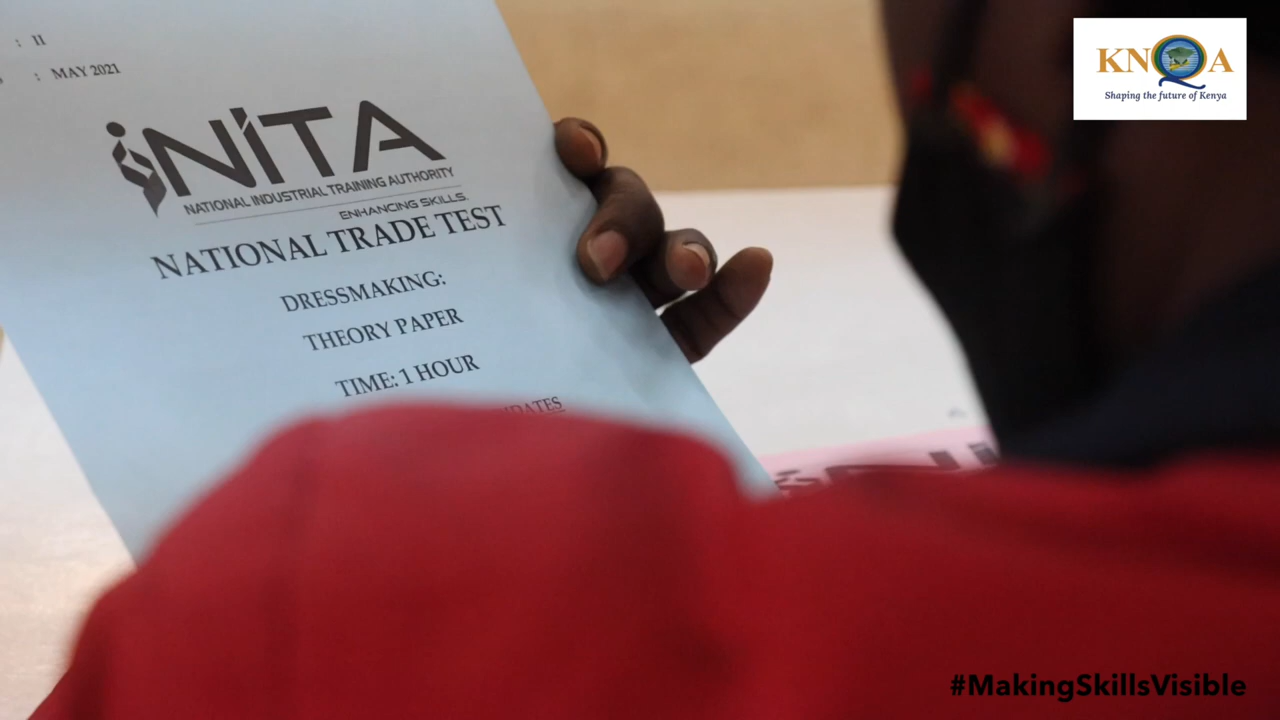 : II
: MAY 2021
NITA
NATIONAL INDUSTRIAL TRAINING AUTHORITY
ENHANCING SKILLS.
NATIONAL TRADE TEST
DRESSMAKING:
THEORY PAPER
TIME: 1 HOUR
KNQA
Shaping the future of Kenya
#MakingSkillsVisible